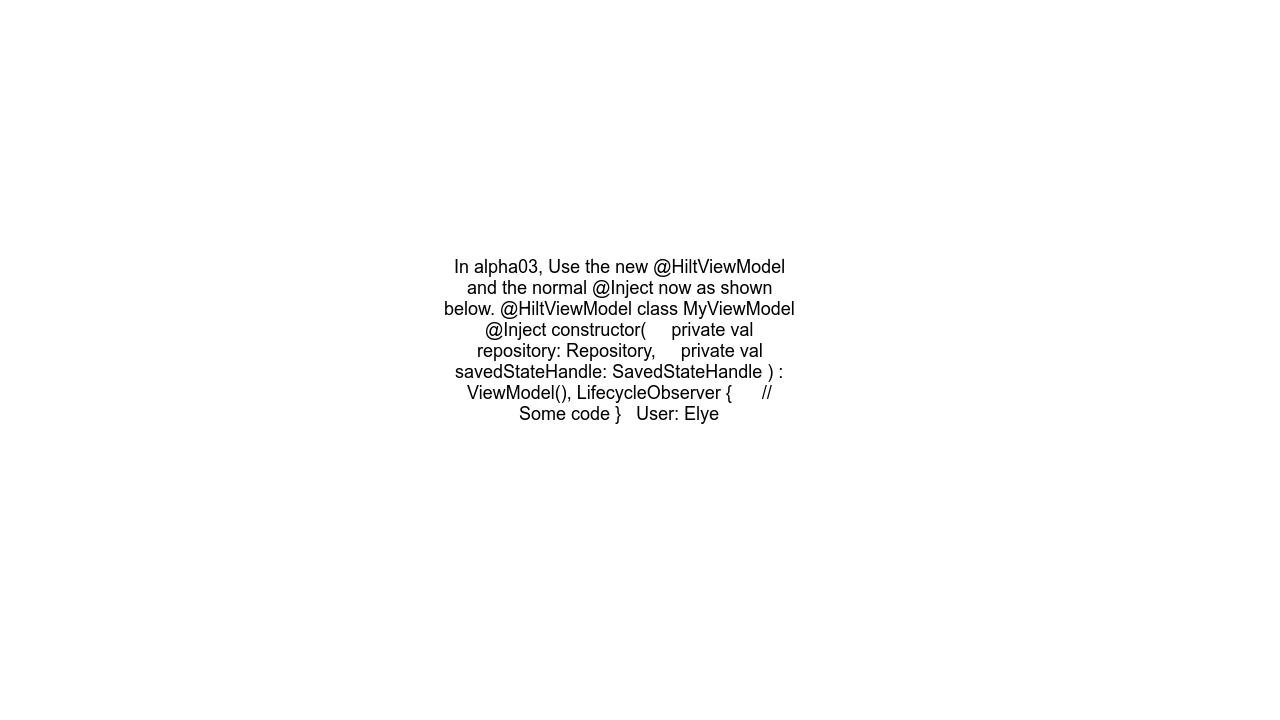 In alpha03, Use the new @HiltViewModel
and the normal @Inject now as shown
below. @HiltViewModel class MyViewModel
@Inject constructor(     private val
repository: Repository,     private val
savedStateHandle: SavedStateHandle ) :
ViewModel(), LifecycleObserver {      //
Some code }   User: Elye